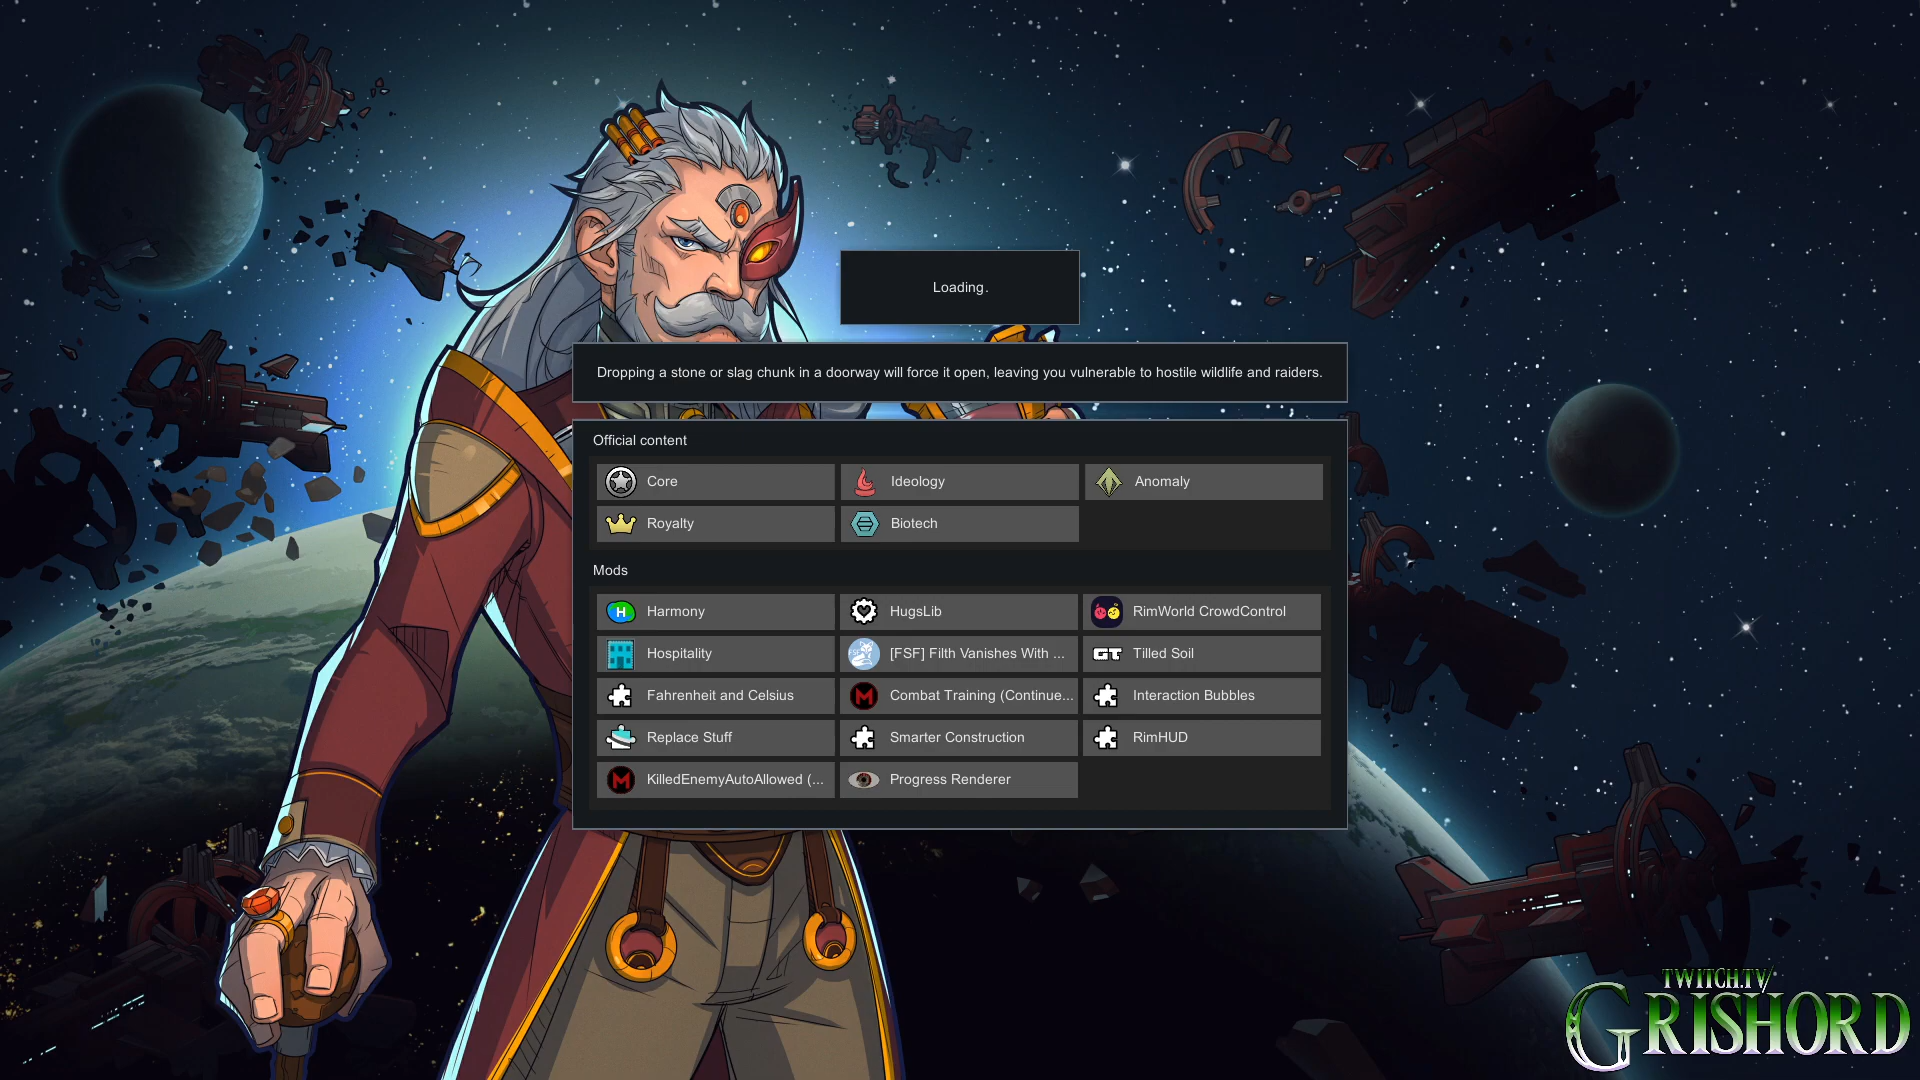 Loading.
Dropping a stone or slag chunk in a doorway will force it open, leaving you vulnerable to hostile wildlife and raiders.
Official content
Core
Ideology
Anomaly
Royalty
Biotech
Mods
H
Harmony
HugsLib
RimWorld CrowdControl
Hospitality
FSF
[FSF] Filth Vanishes With ...
GT
Tilled Soil
Fahrenheit and Celsius
M
Combat Training (Continue...
Interaction Bubbles
Replace Stuff
Smarter Construction
RimHUD
M
KilledEnemyAutoAllowed (...
Progress Renderer
TWITCH.TV/
GRISHORD